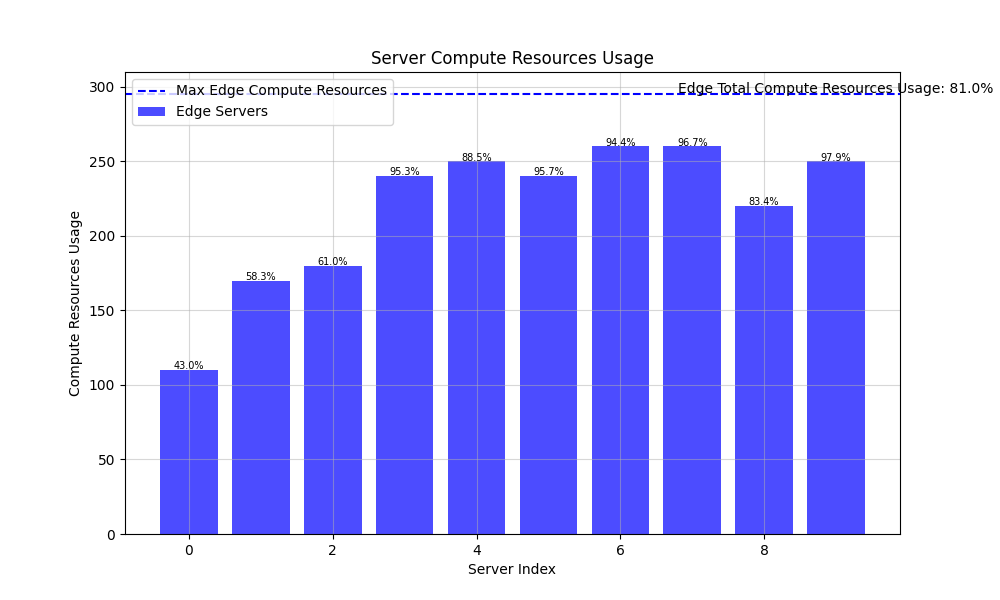 Server Compute Resources Usage
Max Edge Compute Resources
Edge Servers
Edge Total Compute Resources Usage: 81.0%
300
250
200
150
100
50
0
Compute Resources Usage
43.0%
58.3%
61.0%
95.3%
88.5%
95.7%
94.4%
96.7%
83.4%
97.9%
0 2 4 6 8
Server Index